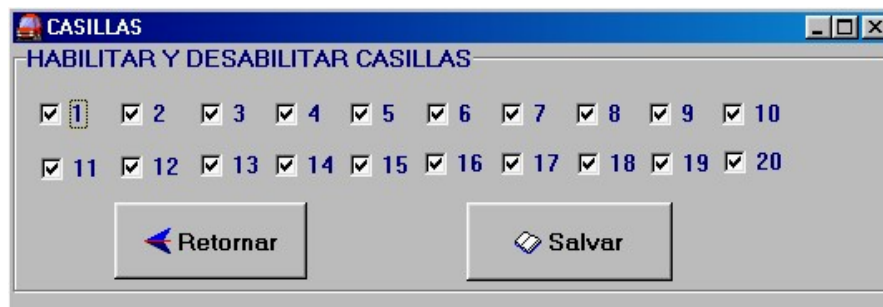 CASILLAS
HABILITAR Y DESABILITAR CASILLAS
1 2 3 4 5 6 7 8 9 10
11 12 13 14 15 16 17 18 19 20
Retornar Salvar